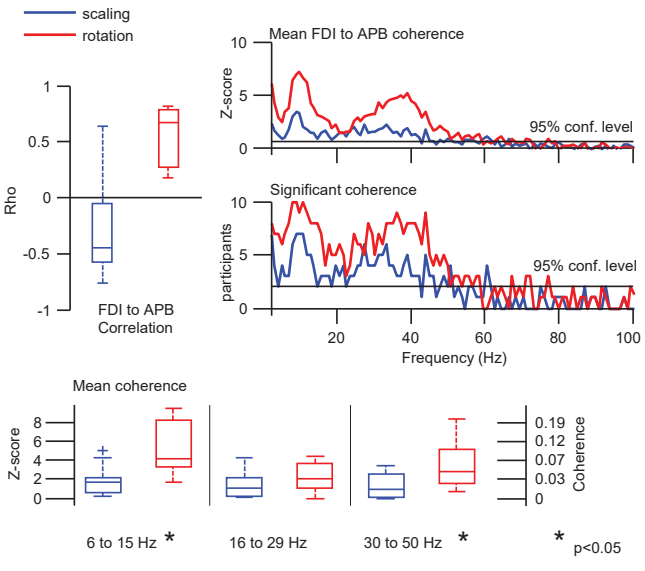 scaling
rotation
Mean FDI to APB coherence
10
5
0
Z-score
95% conf. level
1
0.5
0
-0.5
-1
Rho
FDI to APB
Correlation
Significant coherence
10
5
0
participants
95% conf. level
20 40 60 80 100
Frequency (Hz)
Mean coherence
8
6
4
2
0
Z-score
0.19
0.12
0.07
0.03
0
Coherence
6 to 15 Hz *
16 to 29 Hz
30 to 50 Hz *
* p<0.05